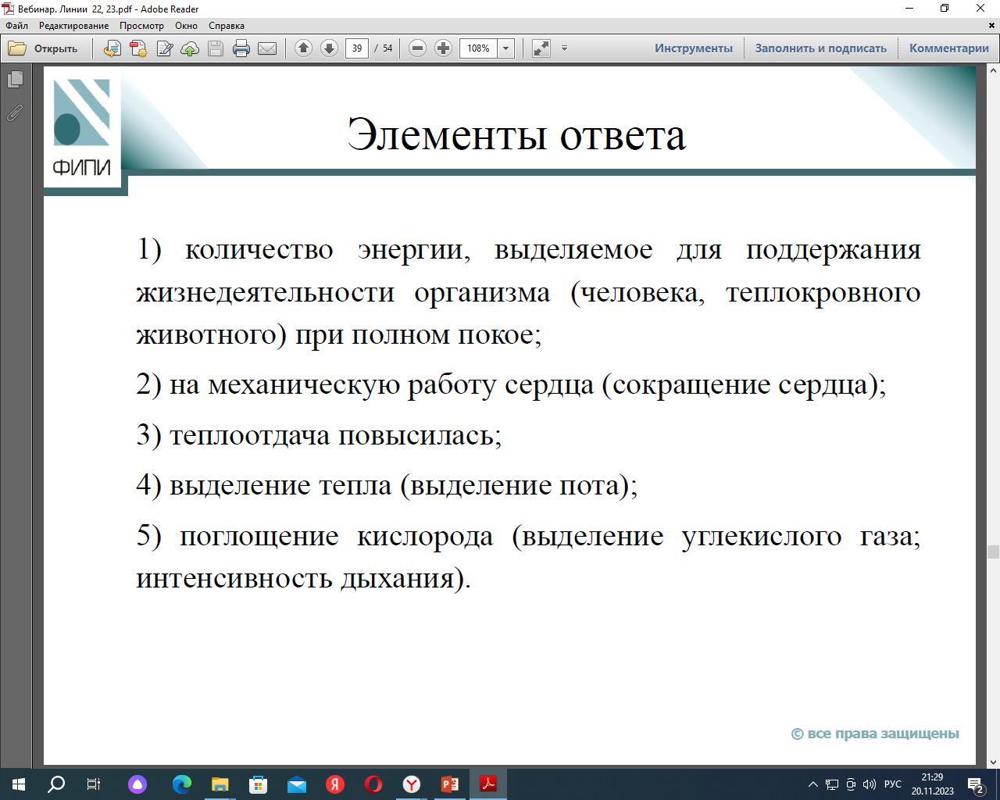 Вебинар. Линии 22, 23.pdf - Adobe Reader
Файл Редактирование Просмотр Окно Справка
Открыть 39 / 54 108% Инструменты Заполнить и подписать Комментарии
ФИПИ
Элементы ответа
1) количество энергии, выделяемое для поддержания
жизнедеятельности организма (человека, теплокровного
животного) при полном покое;
2) на механическую работу сердца (сокращение сердца);
3) теплоотдача повысилась;
4) выделение тепла (выделение пота);
5) поглощение кислорода (выделение углекислого газа;
интенсивность дыхания).
© все права защищены
РУС
21:29
20.11.2023
2